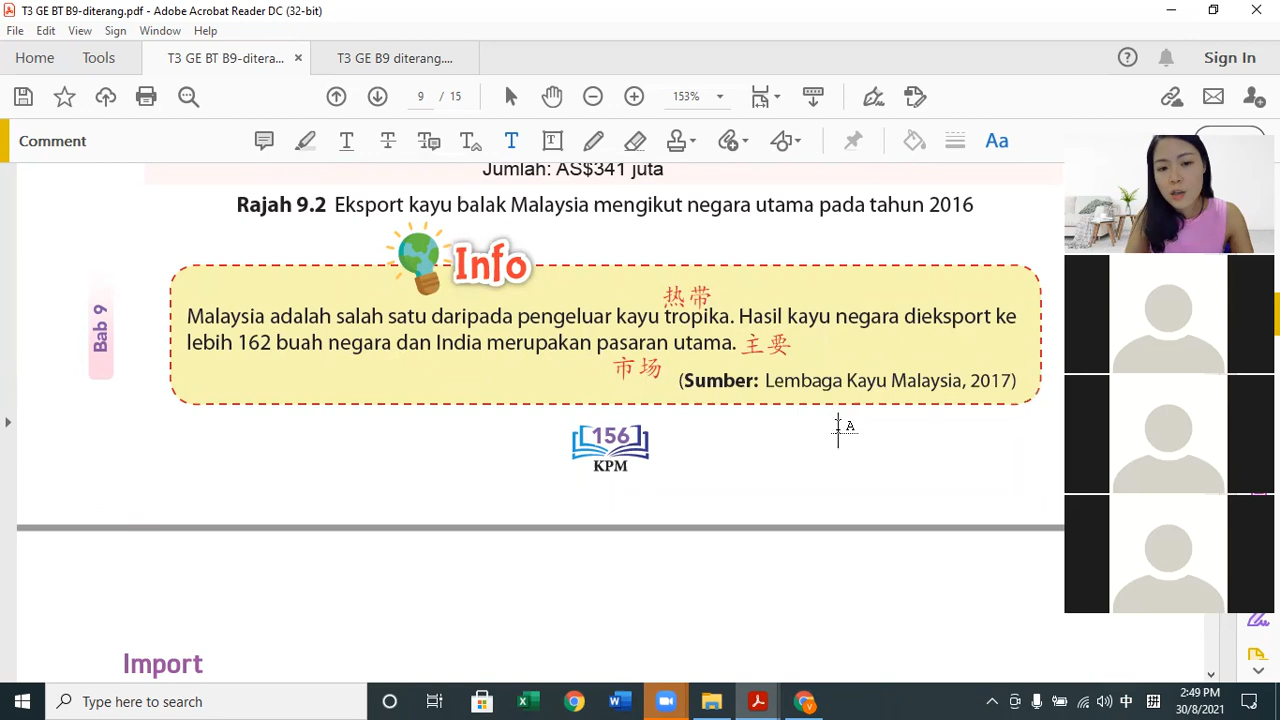 T3 GE BT B9-diterang.pdf - Adobe Acrobat Reader DC (32-bit)
File Edit View Sign Window Help
Home Tools T3 GE BT B9-ditera... × T3 GE B9 diterang.... Sign In
9 / 15 153%
Comment Aa
Jumlah: AS$341 juta
Rajah 9.2 Eksport kayu balak Malaysia mengikut negara utama pada tahun 2016
Info
热带
Malaysia adalah salah satu daripada pengeluar kayu tropika. Hasil kayu negara dieksport ke
lebih 162 buah negara dan India merupakan pasaran utama. 主要
市场
(Sumber: Lembaga Kayu Malaysia, 2017)
Bab 9
A
156
KPM
Import
Type here to search
中 拼 2:49 PM
30/8/2021